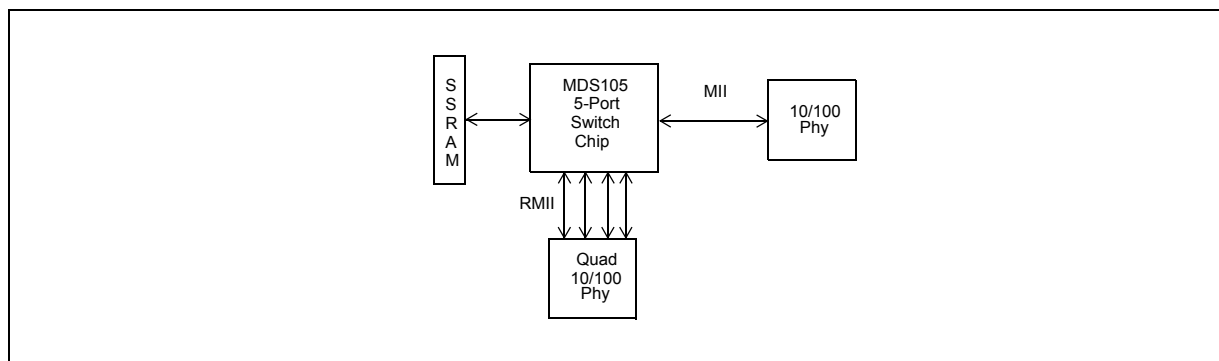 S
S
R
A
M
MDS105
5-Port
Switch
Chip
MII
10/100
Phy
RMII
Quad
10/100
Phy